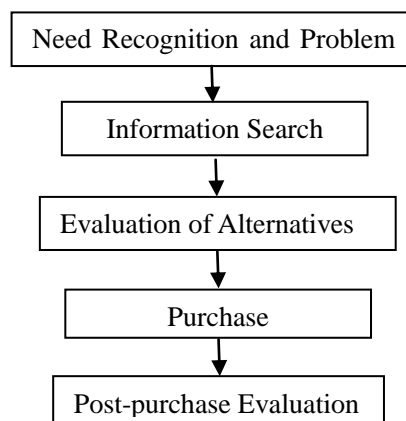 Need Recognition and Problem
Information Search
Evaluation of Alternatives
Purchase
Post-purchase Evaluation